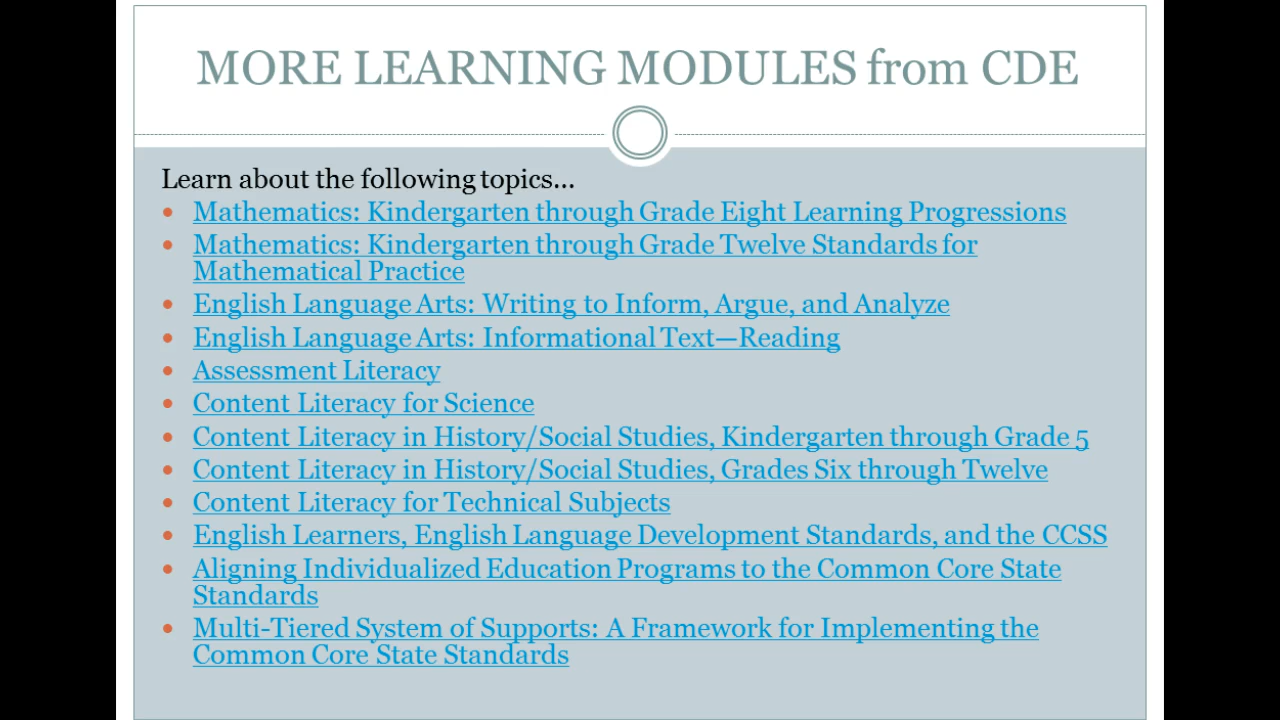 MORE LEARNING MODULES from CDE
Learn about the following topics...
• Mathematics: Kindergarten through Grade Eight Learning Progressions
• Mathematics: Kindergarten through Grade Twelve Standards for
Mathematical Practice
• English Language Arts: Writing to Inform, Argue, and Analyze
• English Language Arts: Informational Text—Reading
• Assessment Literacy
• Content Literacy for Science
• Content Literacy in History/Social Studies, Kindergarten through Grade 5
• Content Literacy in History/Social Studies, Grades Six through Twelve
• Content Literacy for Technical Subjects
• English Learners, English Language Development Standards, and the CCSS
• Aligning Individualized Education Programs to the Common Core State
Standards
• Multi-Tiered System of Supports: A Framework for Implementing the
Common Core State Standards